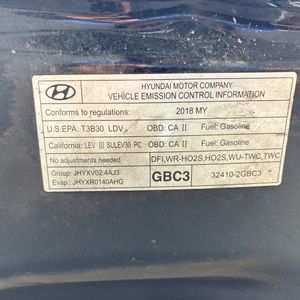 HYUNDAI MOTOR COMPANY
VEHICLE EMISSION CONTROL INFORMATION
Conforms to regulations: 2018 MY
U.S.EPA: T3B30 LDV OBD: CA II Fuel: Gasoline
California: LEV III SULEV30 PC OBD: CA II Fuel: Gasoline
No adjustments needed DFI,WR-HO2S,HO2S,WU-TWC,TWC
Group: JHYXV02.4AJ3 GBC3 32410-2GBC3
Evap: JHYXR0140AHG